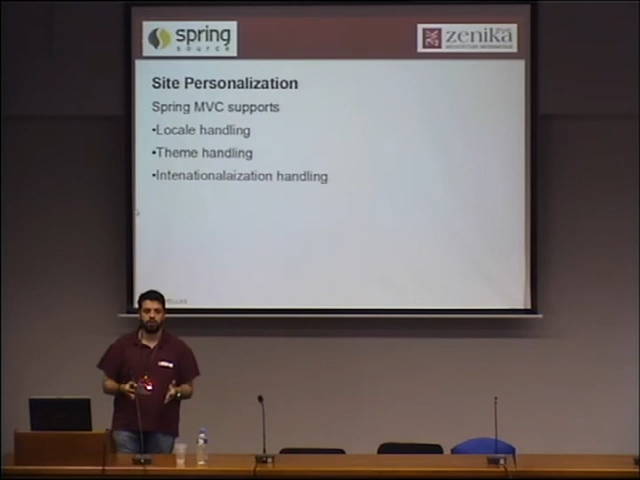 spring
source
zenika
Site Personalization
Spring MVC supports
•Locale handling
•Theme handling
•Intenationalaization handling